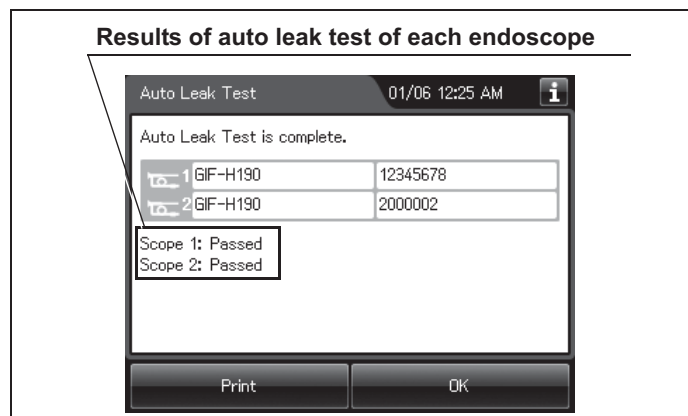 Results of auto leak test of each endoscope
Auto Leak Test 01/06 12:25 AM i
Auto Leak Test is complete.
1 GIF-H190 12345678
2 GIF-H190 2000002
Scope 1: Passed
Scope 2: Passed
Print OK